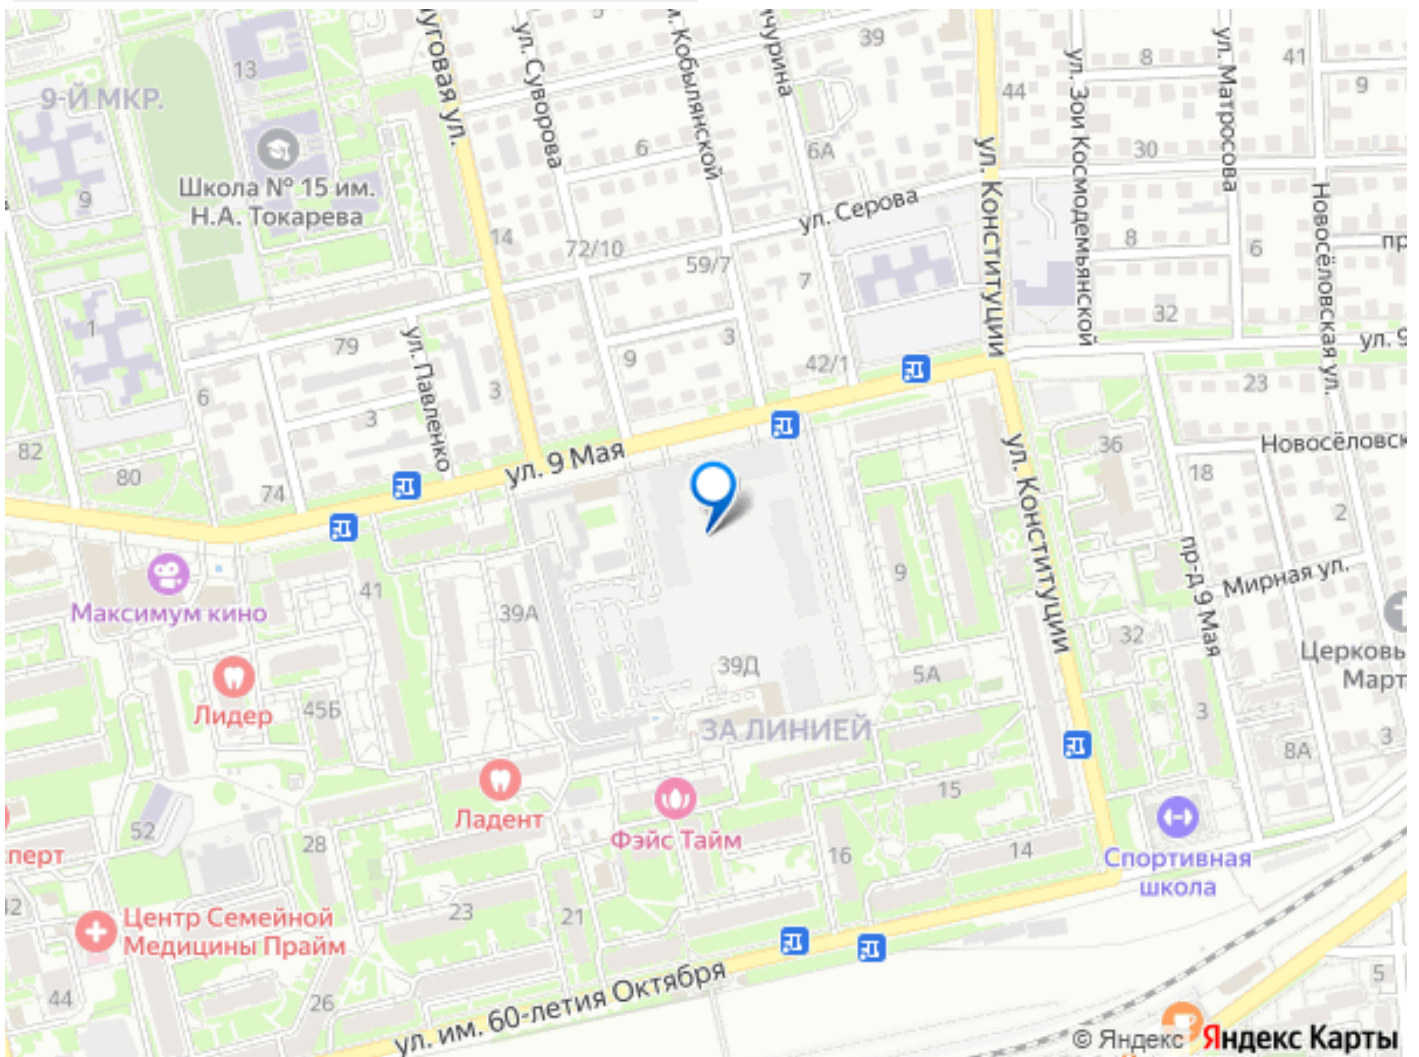 уговая ул.
ул. Суворова
м. Кобылянской
ичурина
39
ул. Зои Космодемьянской
8
ул. Матросова
41
9
13
9-Й МКР.
44
6
6А
30
ул. Конституции
Школа № 15 им.
Н.А. Токарева
9
Новосёловская ул.
ул. Серова
14
72/10
59/7
7
8
6
пр
1
79
ул. Павленко
9
3
42/1
32
ул. 9
6
3
3
23
82
80
74
ул. 9 Мая
ул. Конституции
36
18
Новосёловск
2
Максимум кино
41
39А
9
пр-д 9 Мая
Мирная ул.
32
Церковь
Март
39Д
5А
Лидер
45Б
ЗА ЛИНИЕЙ
3
8А
3
Ладент
15
Фэйс Тайм
52
28
16
14
Спортивная
школа
сперт
42
Центр Семейной
Медицины Прайм
23
21
44
26
ул. им. 60-летия Октября
5
© Яндекс Яндекс Карты